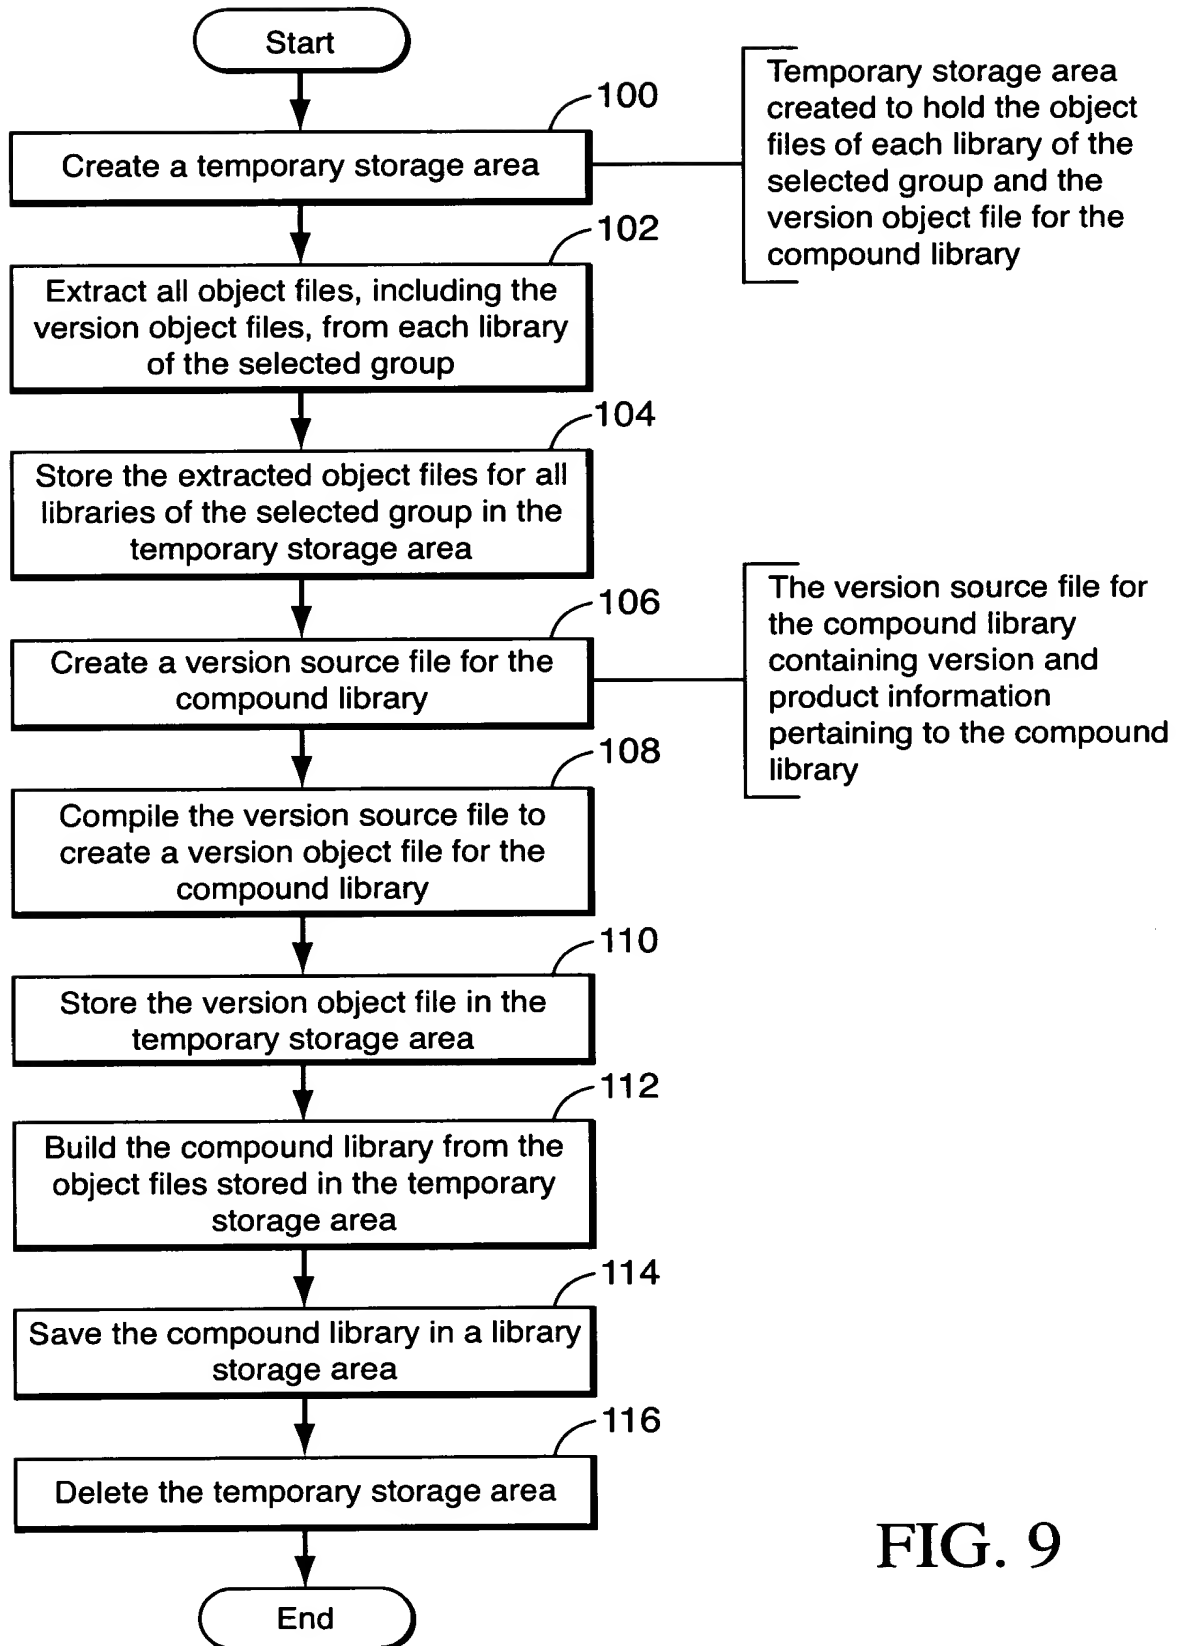 Start
100
Create a temporary storage area
Temporary storage area
created to hold the object
files of each library of the
selected group and the
version object file for the
compound library
102
Extract all object files, including the
version object files, from each library
of the selected group
104
Store the extracted object files for all
libraries of the selected group in the
temporary storage area
106
Create a version source file for the
compound library
The version source file for
the compound library
containing version and
product information
pertaining to the compound
library
108
Compile the version source file to
create a version object file for the
compound library
110
Store the version object file in the
temporary storage area
112
Build the compound library from the
object files stored in the temporary
storage area
114
Save the compound library in a library
storage area
116
Delete the temporary storage area
End
FIG. 9